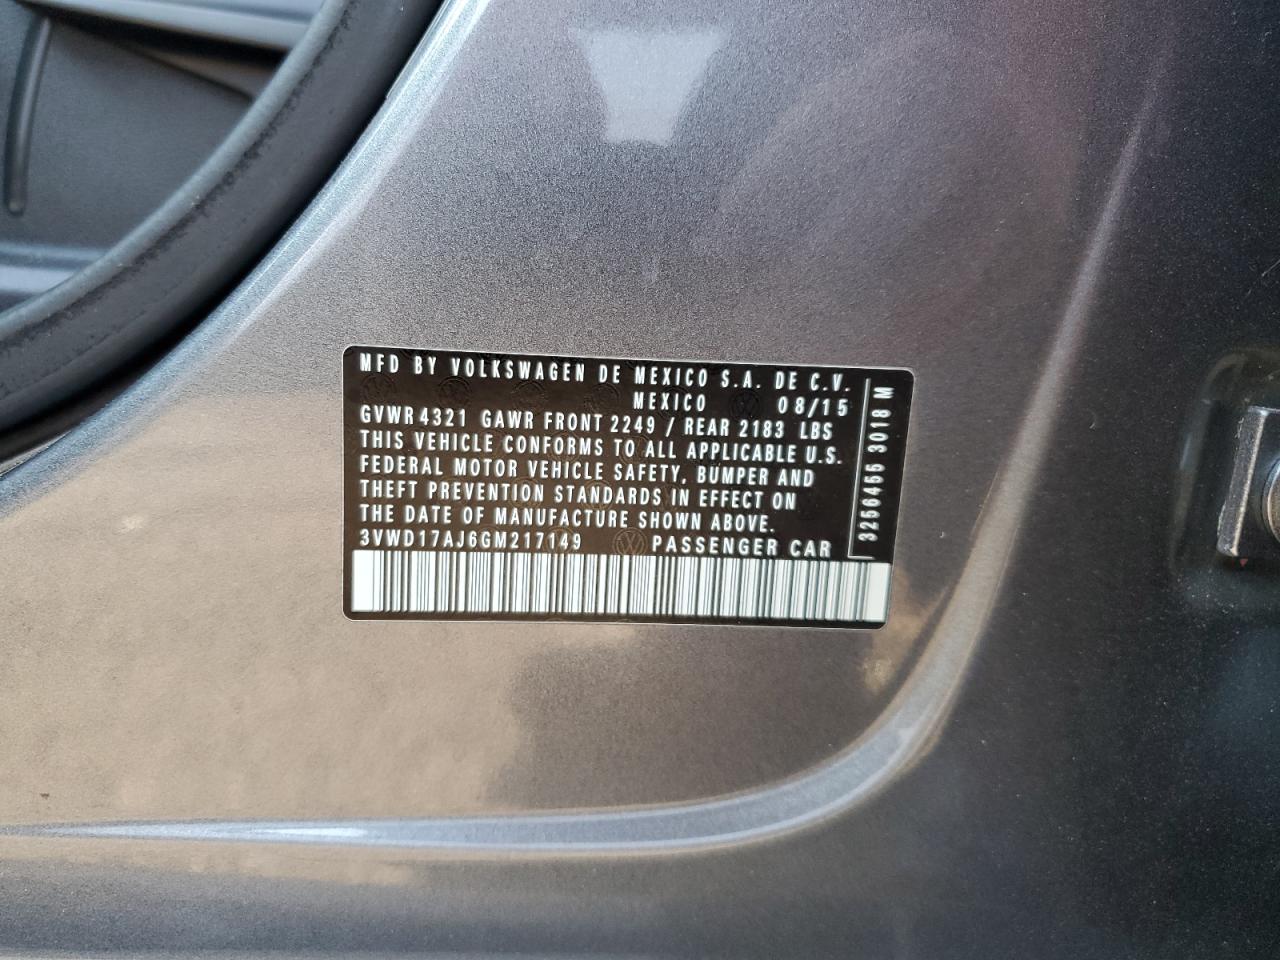 MFD BY VOLKSWAGEN DE MEXICO S.A. DE C.V.
MEXICO 08/15
GVWR 4321 GAWR FRONT 2249 / REAR 2183 LBS
THIS VEHICLE CONFORMS TO ALL APPLICABLE U.S.
FEDERAL MOTOR VEHICLE SAFETY, BUMPER AND
THEFT PREVENTION STANDARDS IN EFFECT ON
THE DATE OF MANUFACTURE SHOWN ABOVE.
3VWD17AJ6GM217149 PASSENGER CAR
3256455 3018 M